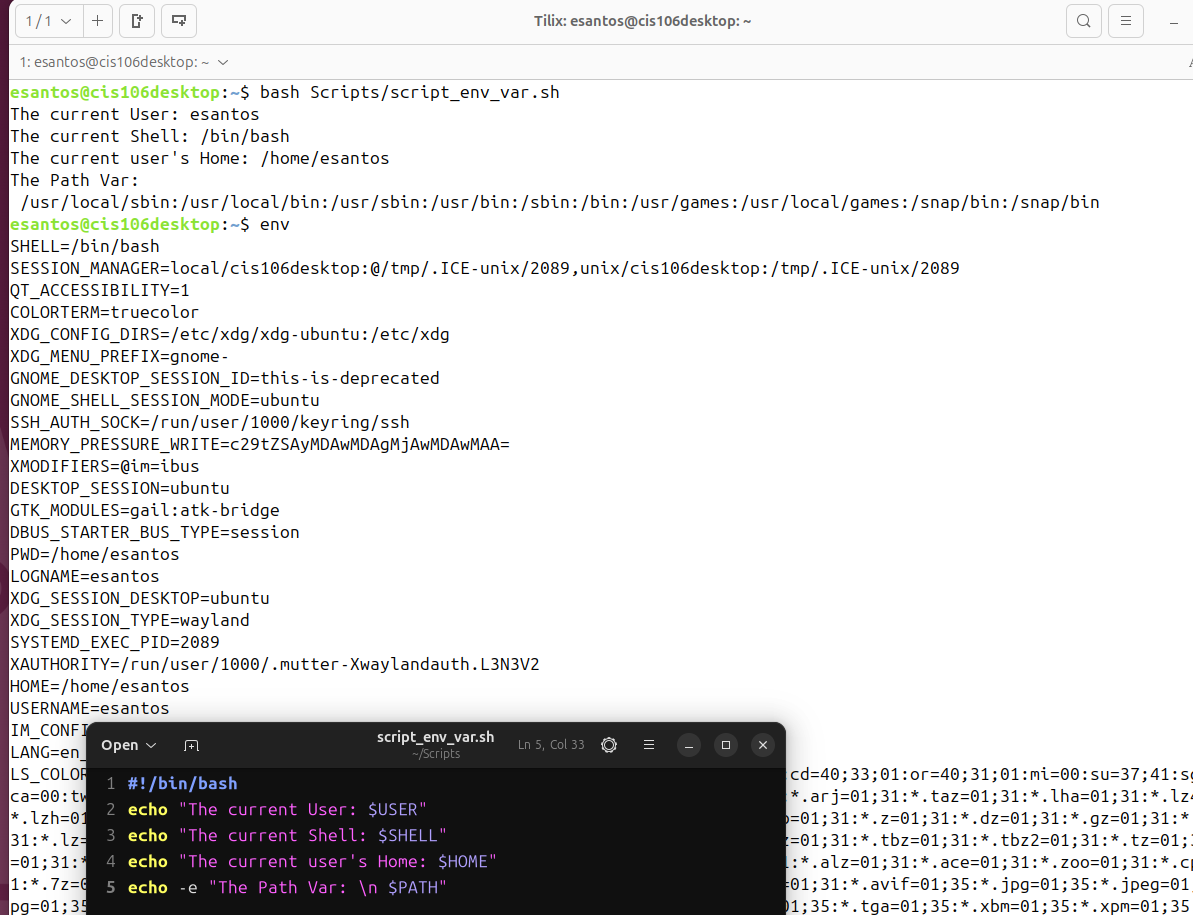 1 / 1
Tilix: esantos@cis106desktop: ~
1: esantos@cis106desktop: ~
esantos@cis106desktop:~$ bash Scripts/script_env_var.sh
The current User: esantos
The current Shell: /bin/bash
The current user's Home: /home/esantos
The Path Var:
 /usr/local/sbin:/usr/local/bin:/usr/sbin:/usr/bin:/sbin:/bin:/usr/games:/usr/local/games:/snap/bin:/snap/bin
esantos@cis106desktop:~$ env
SHELL=/bin/bash
SESSION_MANAGER=local/cis106desktop:@/tmp/.ICE-unix/2089,unix/cis106desktop:/tmp/.ICE-unix/2089
QT_ACCESSIBILITY=1
COLORTERM=truecolor
XDG_CONFIG_DIRS=/etc/xdg/xdg-ubuntu:/etc/xdg
XDG_MENU_PREFIX=gnome-
GNOME_DESKTOP_SESSION_ID=this-is-deprecated
GNOME_SHELL_SESSION_MODE=ubuntu
SSH_AUTH_SOCK=/run/user/1000/keyring/ssh
MEMORY_PRESSURE_WRITE=c29tZSAyMDAwMDAgMjAwMDAwMAA=
XMODIFIERS=@im=ibus
DESKTOP_SESSION=ubuntu
GTK_MODULES=gail:atk-bridge
DBUS_STARTER_BUS_TYPE=session
PWD=/home/esantos
LOGNAME=esantos
XDG_SESSION_DESKTOP=ubuntu
XDG_SESSION_TYPE=wayland
SYSTEMD_EXEC_PID=2089
XAUTHORITY=/run/user/1000/.mutter-Xwaylandauth.L3N3V2
HOME=/home/esantos
USERNAME=esantos
IM_CONFI
LANG=en_
LS_COLOR :cd=40;33;01:or=40;31;01:mi=00:su=37;41:sg
ca=00:tw :*.arj=01;31:*.taz=01;31:*.lha=01;31:*.lz4
*.lzh=01 :*.z=01;31:*.dz=01;31:*.gz=01;31:*
31:*.lz= =01;31:*.tbz=01;31:*.tbz2=01;31:*.tz=01;3
=01;31:* :*.alz=01;31:*.ace=01;31:*.zoo=01;31:*.cp
1:*.7z=0 =01;31:*.avif=01;35:*.jpg=01;35:*.jpeg=01
pg=01;35 01;35:*.tga=01;35:*.xbm=01;35:*.xpm=01;35
Open
script_env_var.sh
~/Scripts
Ln 5, Col 33
1 #!/bin/bash
2 echo "The current User: $USER"
3 echo "The current Shell: $SHELL"
4 echo "The current user's Home: $HOME"
5 echo -e "The Path Var: \n $PATH"